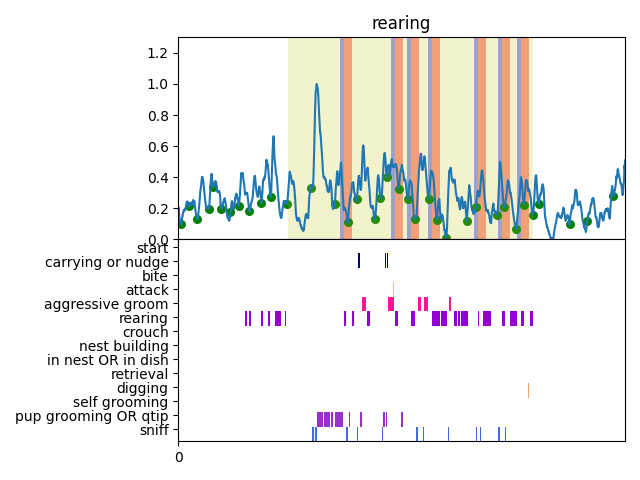 rearing
1.2
1.0
0.8
0.6
0.4
0.2
0.0
start
carrying or nudge
bite
attack
aggressive groom
rearing
crouch
nest building
in nest OR in dish
retrieval
digging
self grooming
pup grooming OR qtip
sniff
0